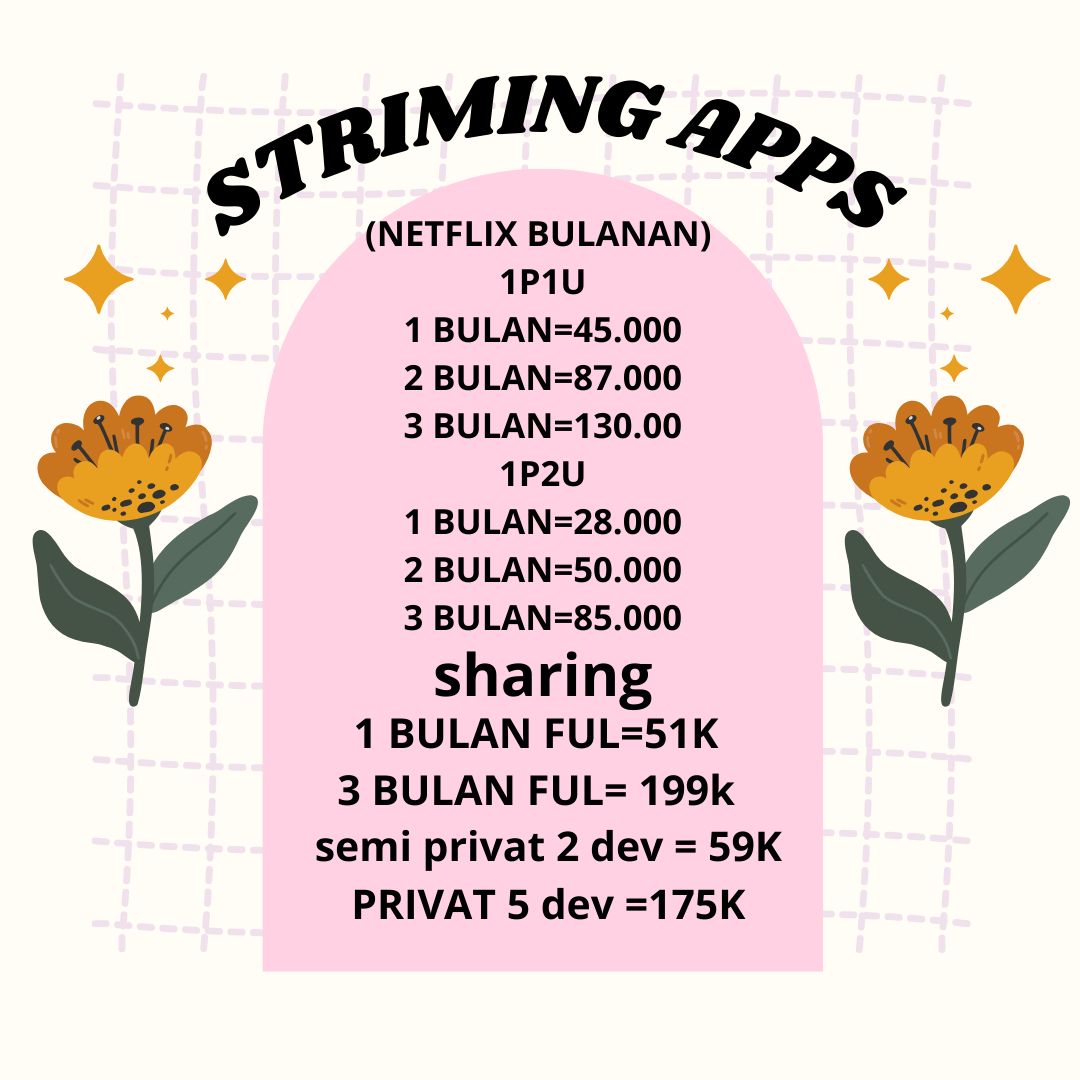 STRIMING APPS
(NETFLIX BULANAN)
1P1U
1 BULAN=45.000
2 BULAN=87.000
3 BULAN=130.00
1P2U
1 BULAN=28.000
2 BULAN=50.000
3 BULAN=85.000
sharing
1 BULAN FUL=51K
3 BULAN FUL= 199k
semi privat 2 dev = 59K
PRIVAT 5 dev =175K